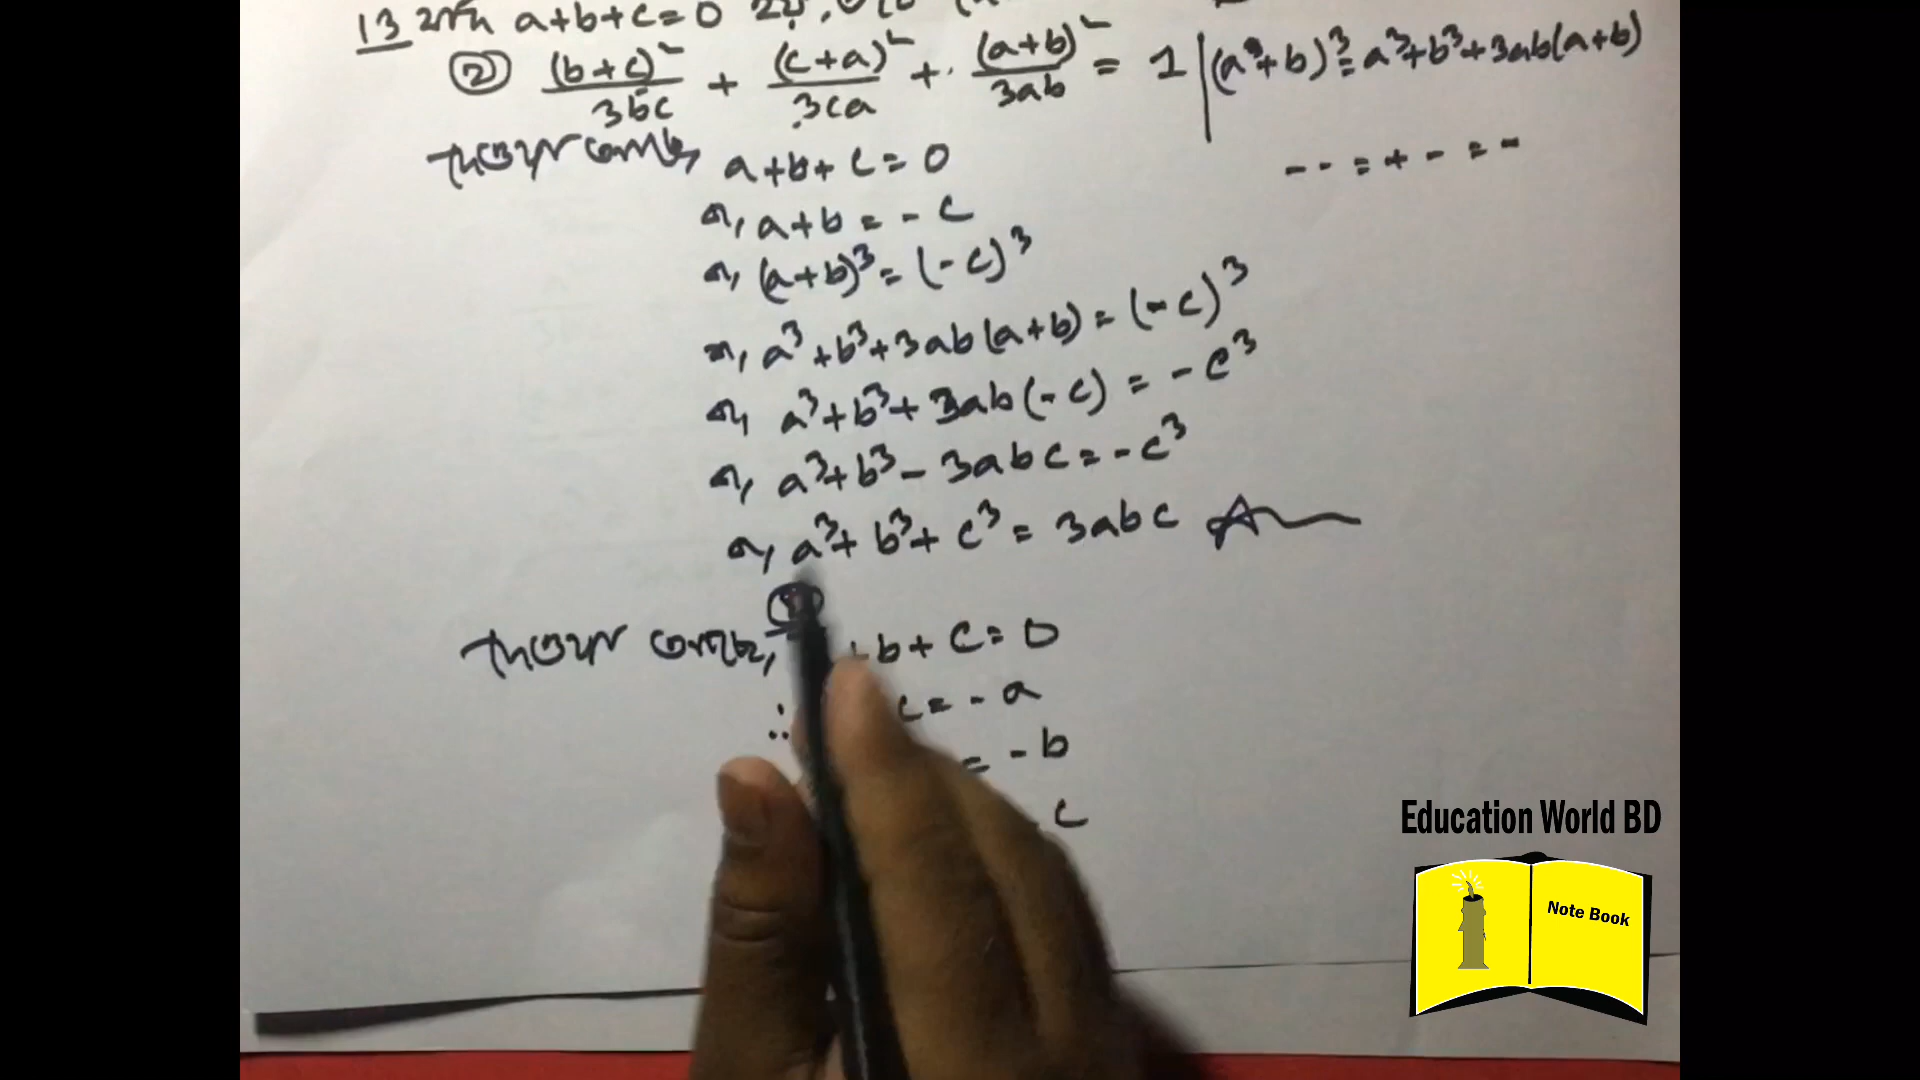 13 যদি a+b+c=0 হয়,
② (b+c)²/3bc + (c+a)²/3ca + (a+b)²/3ab = 1 | (a+b)³=a³+b³+3ab(a+b)
দেওয়া আছে, a+b+c=0
- - = + - = -
বা, a+b = -c
বা, (a+b)³ = (-c)³
বা, a³+b³+3ab(a+b) = (-c)³
বা, a³+b³+3ab(-c) = -c³
বা, a³+b³-3abc = -c³
বা, a³+b³+c³ = 3abc
দেওয়া আছে, +b+c=0
∴ c = -a
= -b
c
Education World BD
Note Book